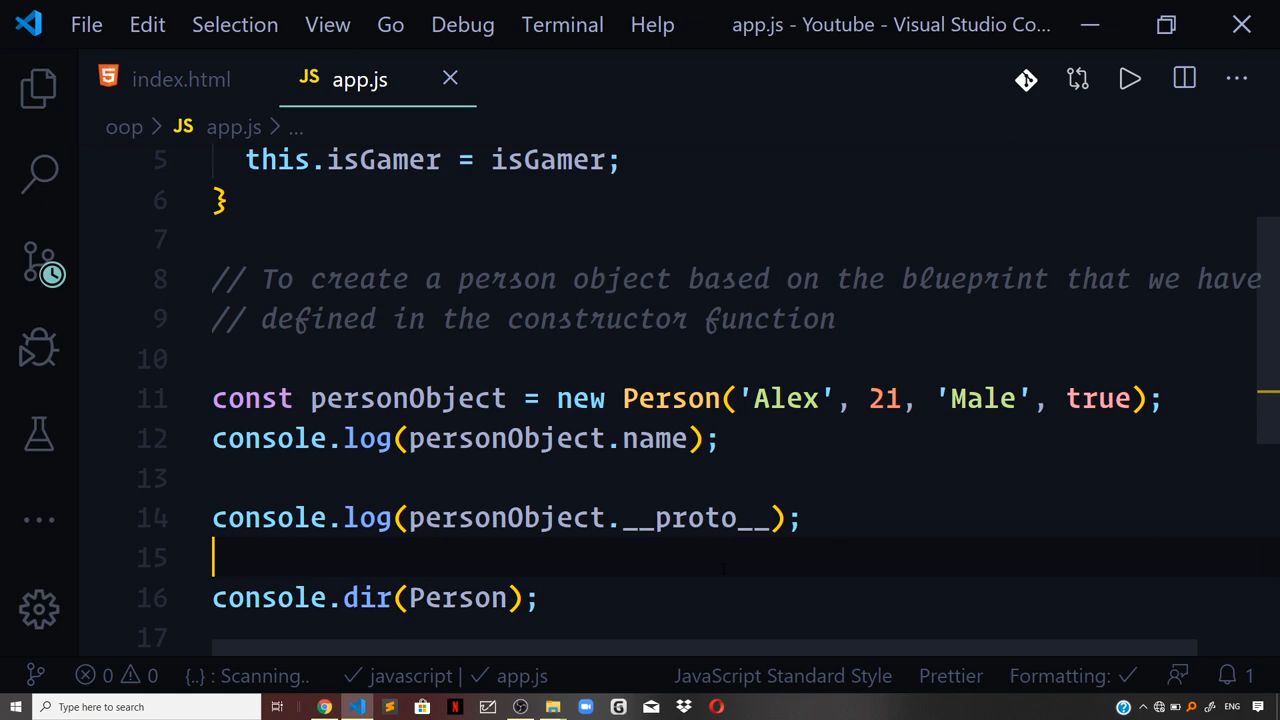 File Edit Selection View Go Debug Terminal Help app.js - Youtube - Visual Studio Co...
index.html JS app.js
oop > JS app.js > ...
5 this.isGamer = isGamer;
6 }
7
8 // To create a person object based on the blueprint that we have
9 // defined in the constructor function
10
11 const personObject = new Person('Alex', 21, 'Male', true);
12 console.log(personObject.name);
13
14 console.log(personObject.__proto__);
15
16 console.dir(Person);
17
0 0 {..} : Scanning.. javascript | app.js JavaScript Standard Style Prettier Formatting: 1
Type here to search ENG